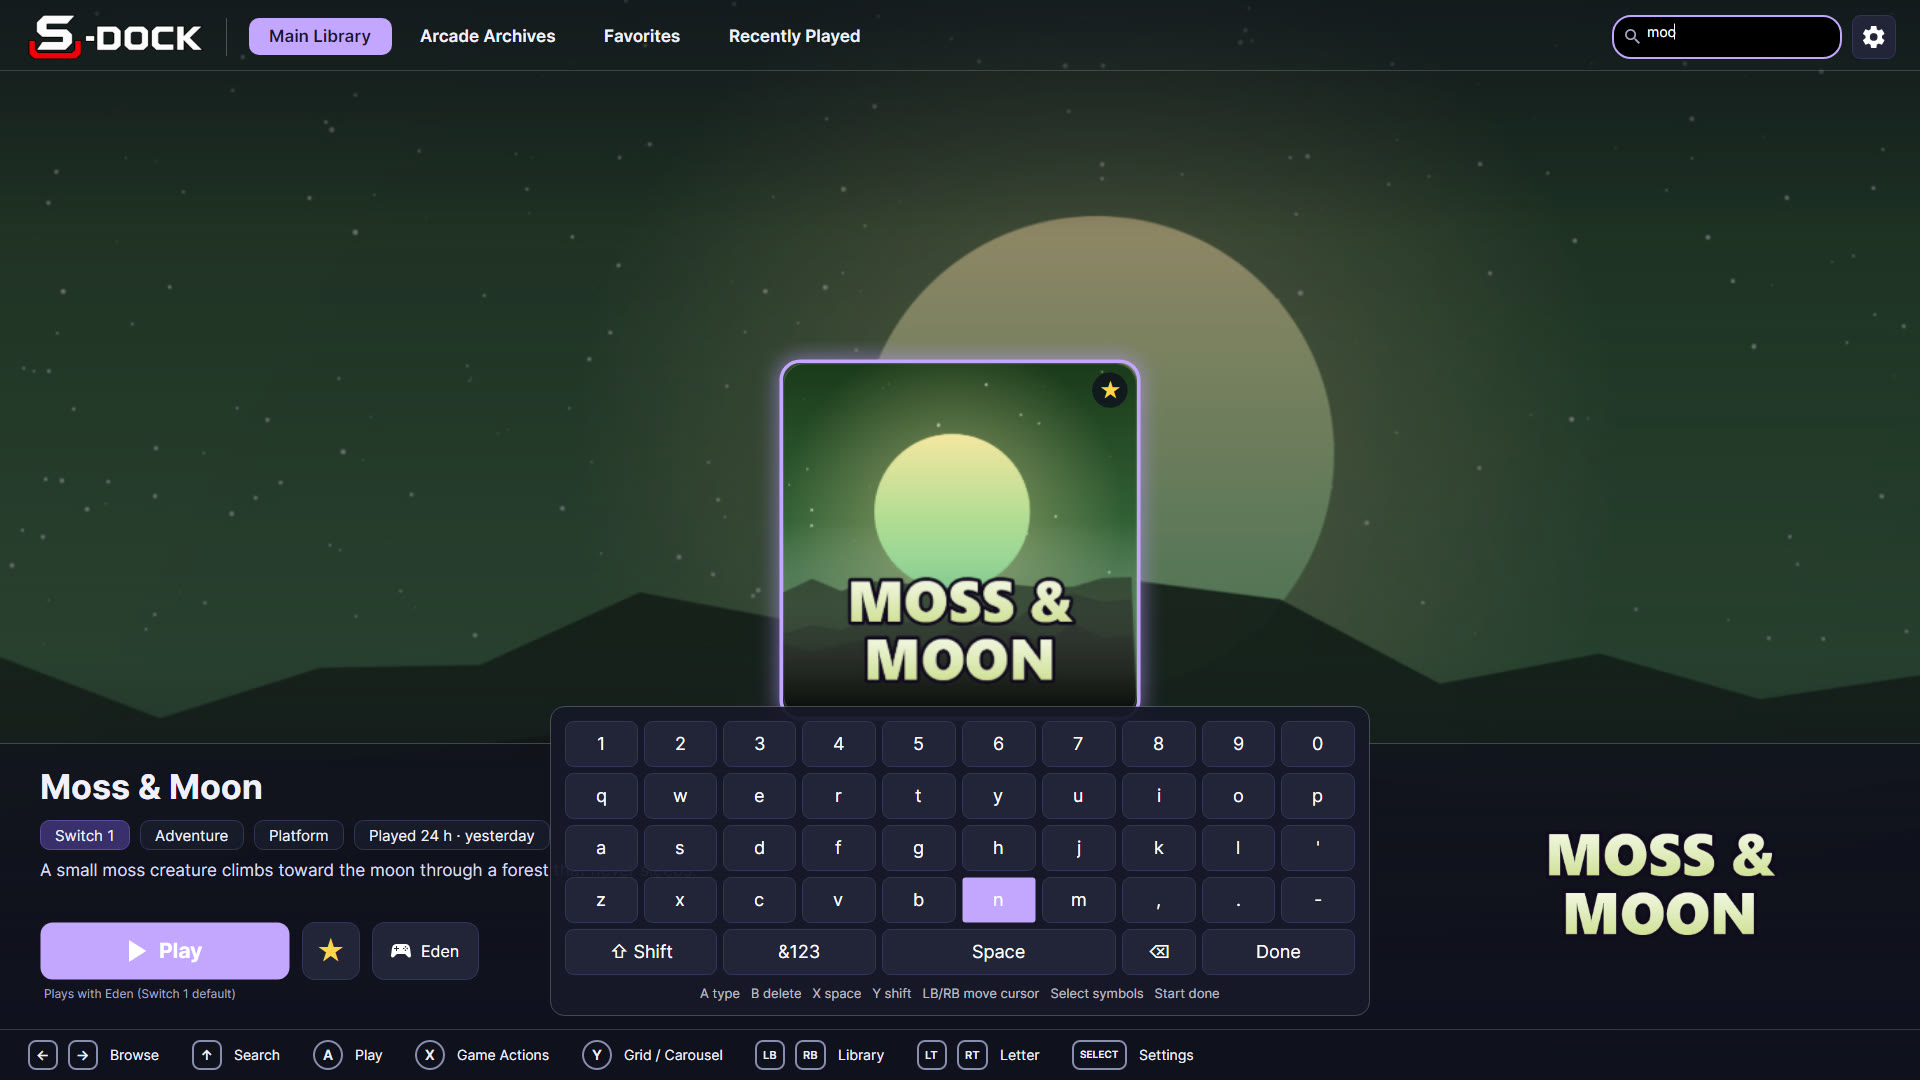 S-DOCK
Main Library
Arcade Archives
Favorites
Recently Played
moo
MOSS &
MOON
Moss & Moon
Switch 1
Adventure
Platform
Played 24 h · yesterday
A small moss creature climbs toward the moon through a forest
Play
Eden
Plays with Eden (Switch 1 default)
1 2 3 4 5 6 7 8 9 0
q w e r t y u i o p
a s d f g h j k l '
z x c v b n m , . -
Shift &123 Space Done
A type B delete X space Y shift LB/RB move cursor Select symbols Start done
MOSS &
MOON
Browse
Search
A Play
X Game Actions
Y Grid / Carousel
LB RB Library
LT RT Letter
SELECT Settings